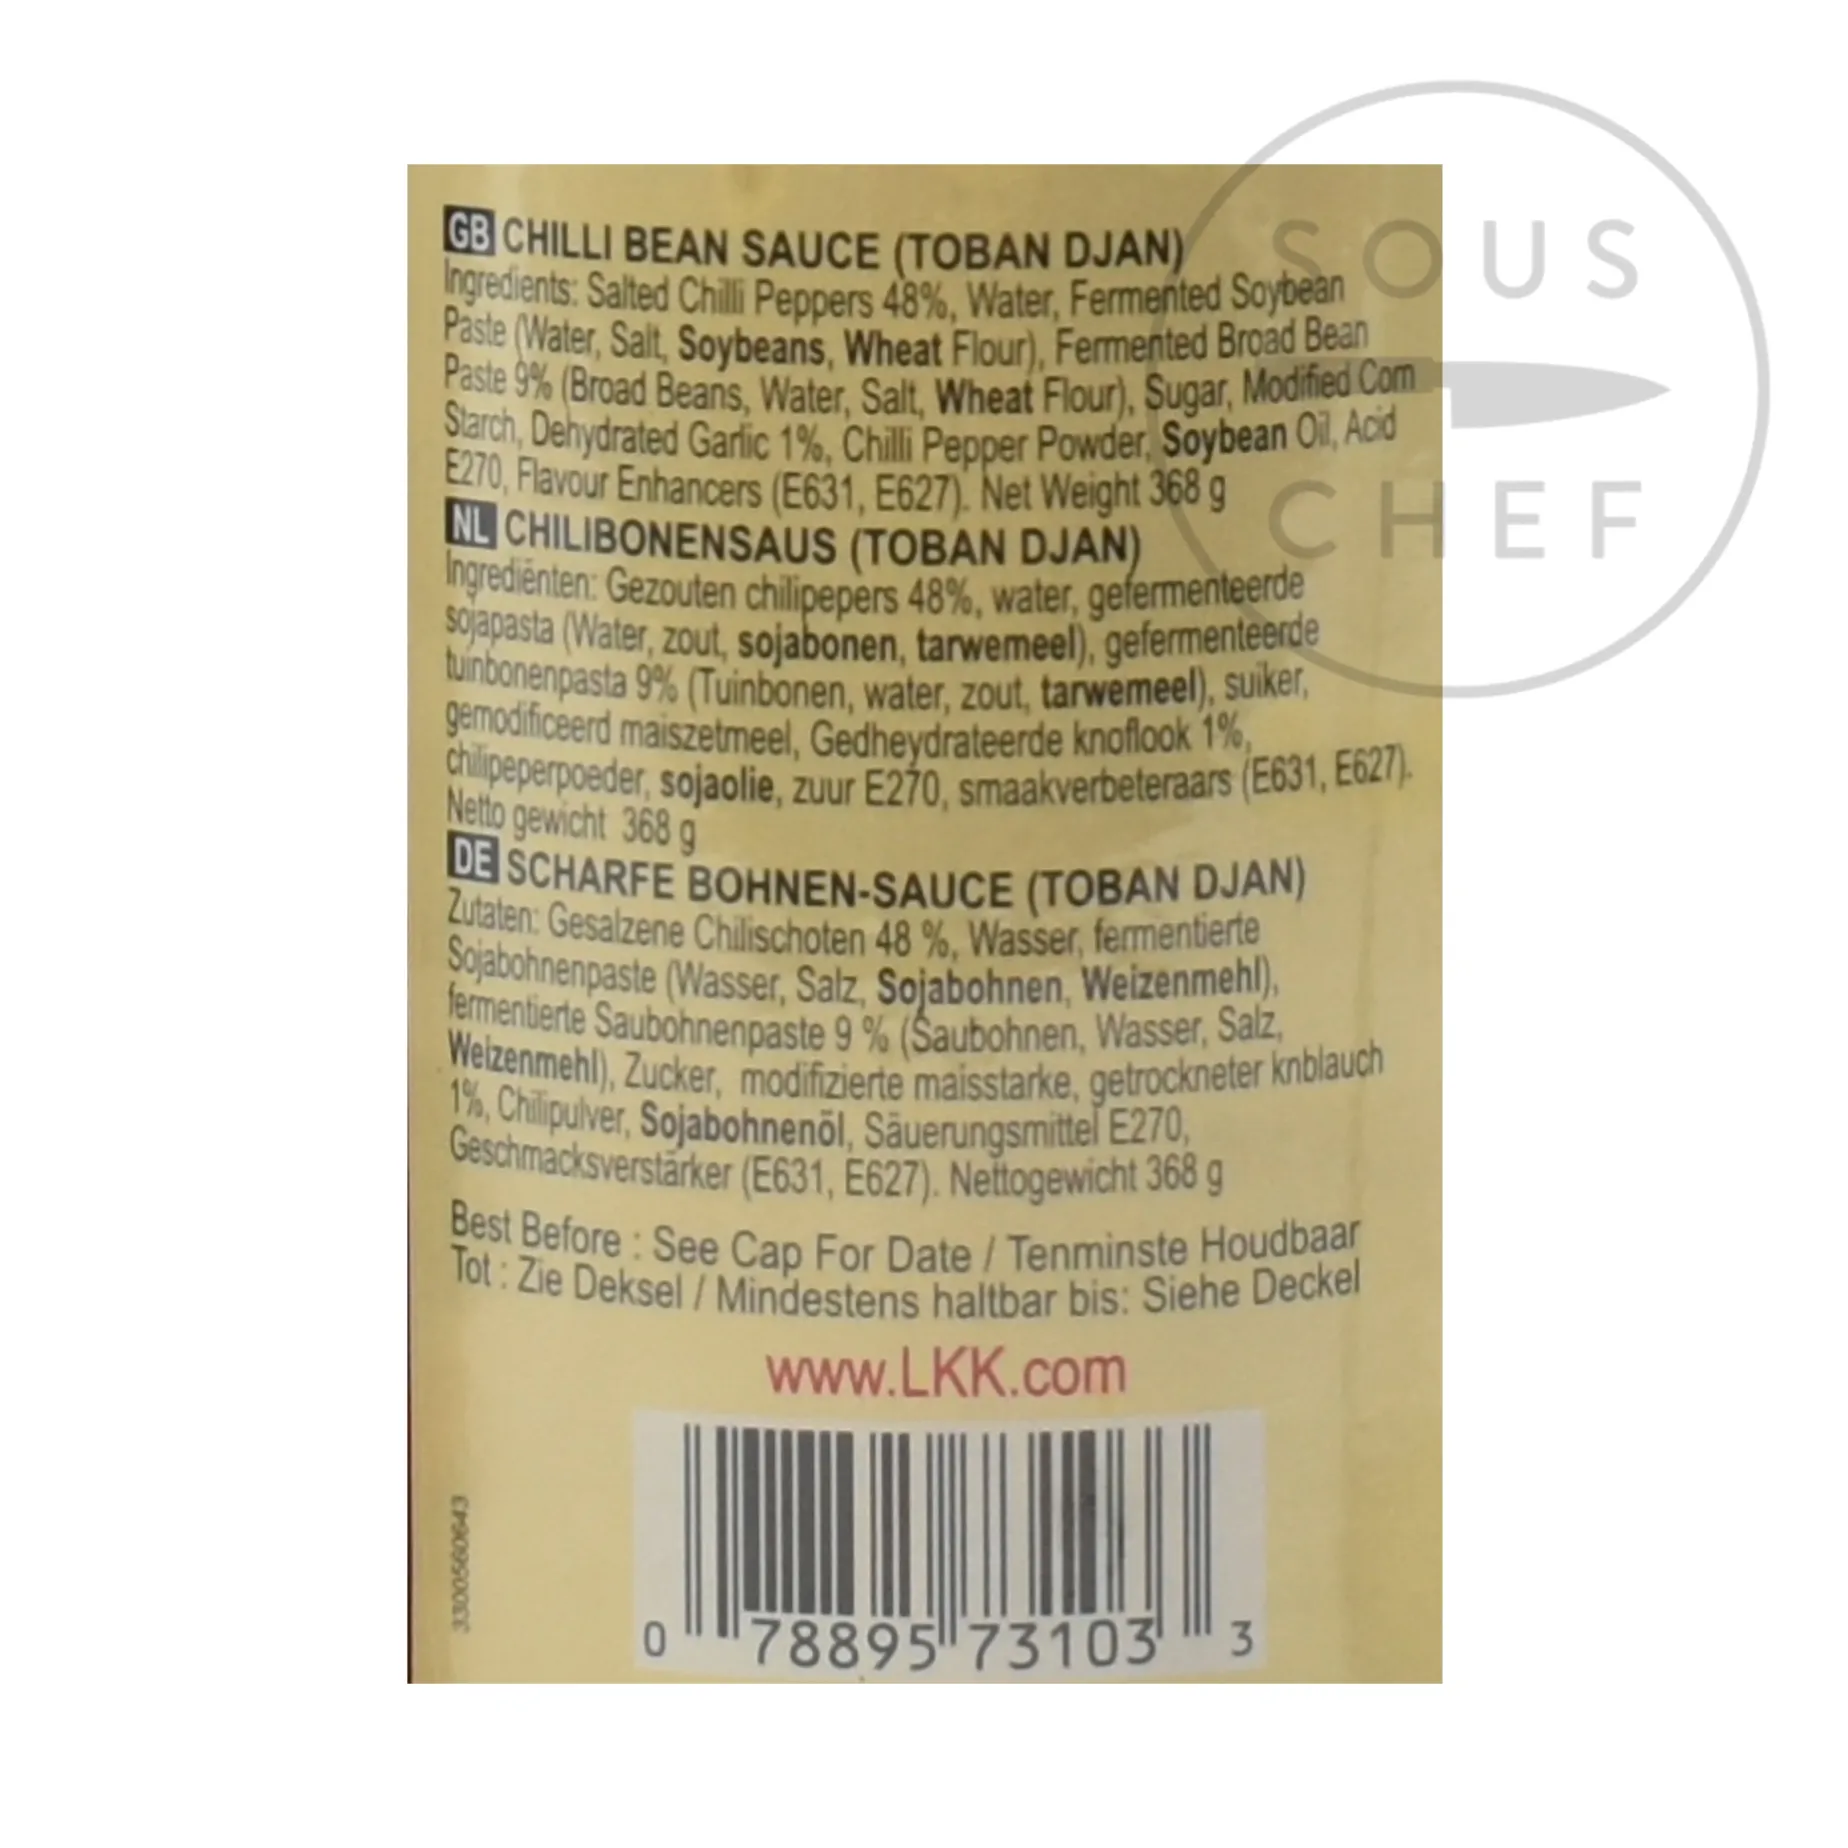 SOUS
CHEF
GB CHILLI BEAN SAUCE (TOBAN DJAN)
Ingredients: Salted Chilli Peppers 48%, Water, Fermented Soybean
Paste (Water, Salt, Soybeans, Wheat Flour), Fermented Broad Bean
Paste 9% (Broad Beans, Water, Salt, Wheat Flour), Sugar, Modified Corn
Starch, Dehydrated Garlic 1%, Chilli Pepper Powder, Soybean Oil, Acid
E270, Flavour Enhancers (E631, E627). Net Weight 368 g
NL CHILIBONENSAUS (TOBAN DJAN)
Ingrediënten: Gezouten chilipepers 48%, water, gefermenteerde
sojapasta (Water, zout, sojabonen, tarwemeel), gefermenteerde
tuinbonenpasta 9% (Tuinbonen, water, zout, tarwemeel), suiker,
gemodificeerd maiszetmeel, Gedheydrateerde knoflook 1%,
chilipeperpoeder, sojaolie, zuur E270, smaakverbeteraars (E631, E627).
Netto gewicht 368 g
DE SCHARFE BOHNEN-SAUCE (TOBAN DJAN)
Zutaten: Gesalzene Chilischoten 48 %, Wasser, fermentierte
Sojabohnenpaste (Wasser, Salz, Sojabohnen, Weizenmehl),
fermentierte Saubohnenpaste 9 % (Saubohnen, Wasser, Salz,
Weizenmehl), Zucker, modifizierte maisstarke, getrockneter knblauch
1%, Chilipulver, Sojabohnenöl, Säuerungsmittel E270,
Geschmacksverstärker (E631, E627). Nettogewicht 368 g
Best Before : See Cap For Date / Tenminste Houdbaar
Tot : Zie Deksel / Mindestens haltbar bis: Siehe Deckel
www.LKK.com
3300560643
0 78895 73103 3